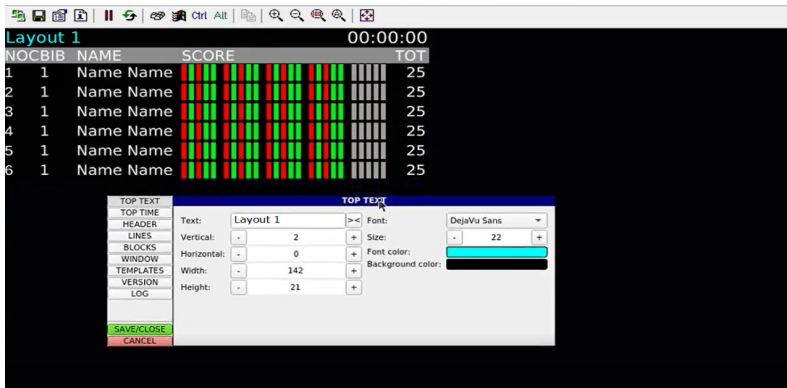 Ctrl Alt
Layout 1 00:00:00
NOCBIB NAME SCORE TOT
1 1 Name Name 25
2 1 Name Name 25
3 1 Name Name 25
4 1 Name Name 25
5 1 Name Name 25
6 1 Name Name 25
TOP TEXT
TOP TEXT
TOP TIME
HEADER
LINES
BLOCKS
WINDOW
TEMPLATES
VERSION
LOG
SAVE/CLOSE
CANCEL
Text: Layout 1 >< Font: DejaVu Sans
Vertical: - 2 + Size: - 22 +
Horizontal: - 0 + Font color:
Width: - 142 + Background color:
Height: - 21 +